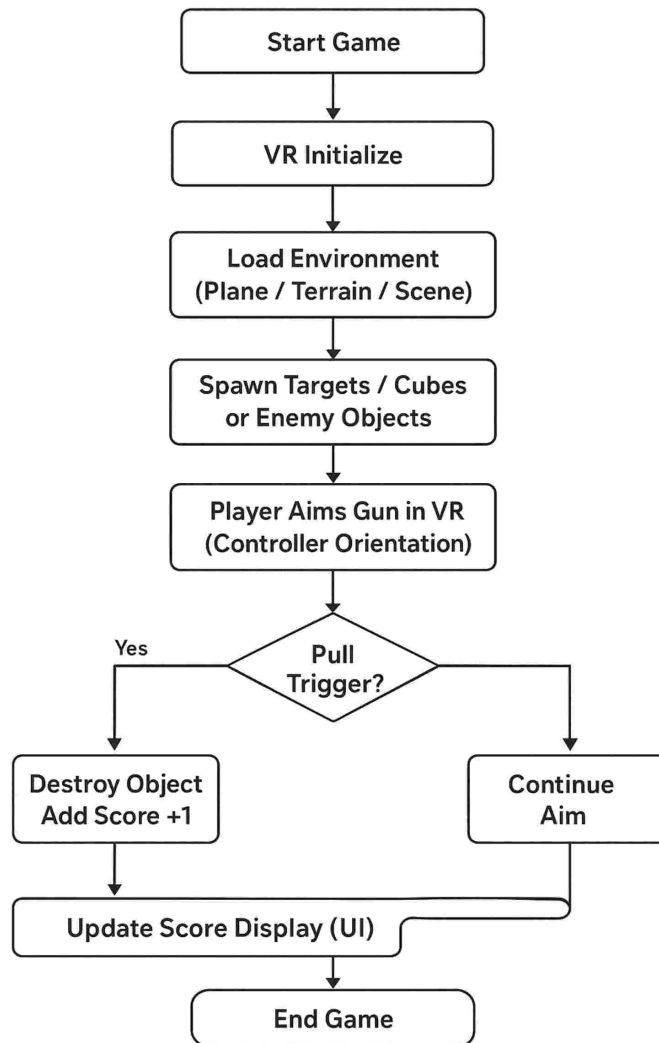 Start Game
VR Initialize
Load Environment
(Plane / Terrain / Scene)
Spawn Targets / Cubes
or Enemy Objects
Player Aims Gun in VR
(Controller Orientation)
Pull
Trigger?
Yes
Destroy Object
Add Score +1
Continue
Aim
Update Score Display (UI)
End Game